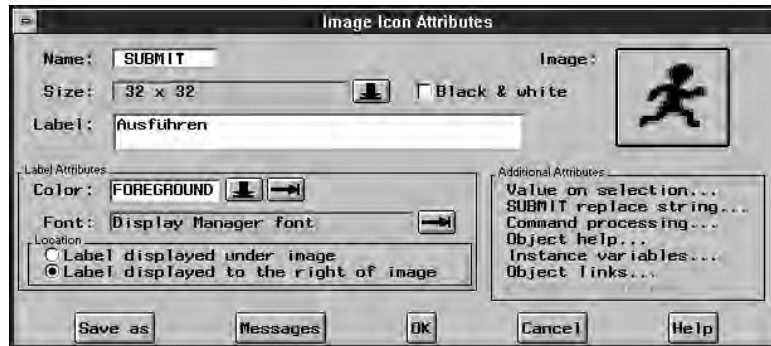 Image Icon Attributes
Name: SUBMIT
Image:
Size: 32 x 32
Black & white
Label: Ausführen
Label Attributes
Color: FOREGROUND
Font: Display Manager font
Location
Label displayed under image
Label displayed to the right of image
Additional Attributes
Value on selection...
SUBMIT replace string...
Command processing...
Object help...
Instance variables...
Object links...
Save as
Messages
OK
Cancel
Help